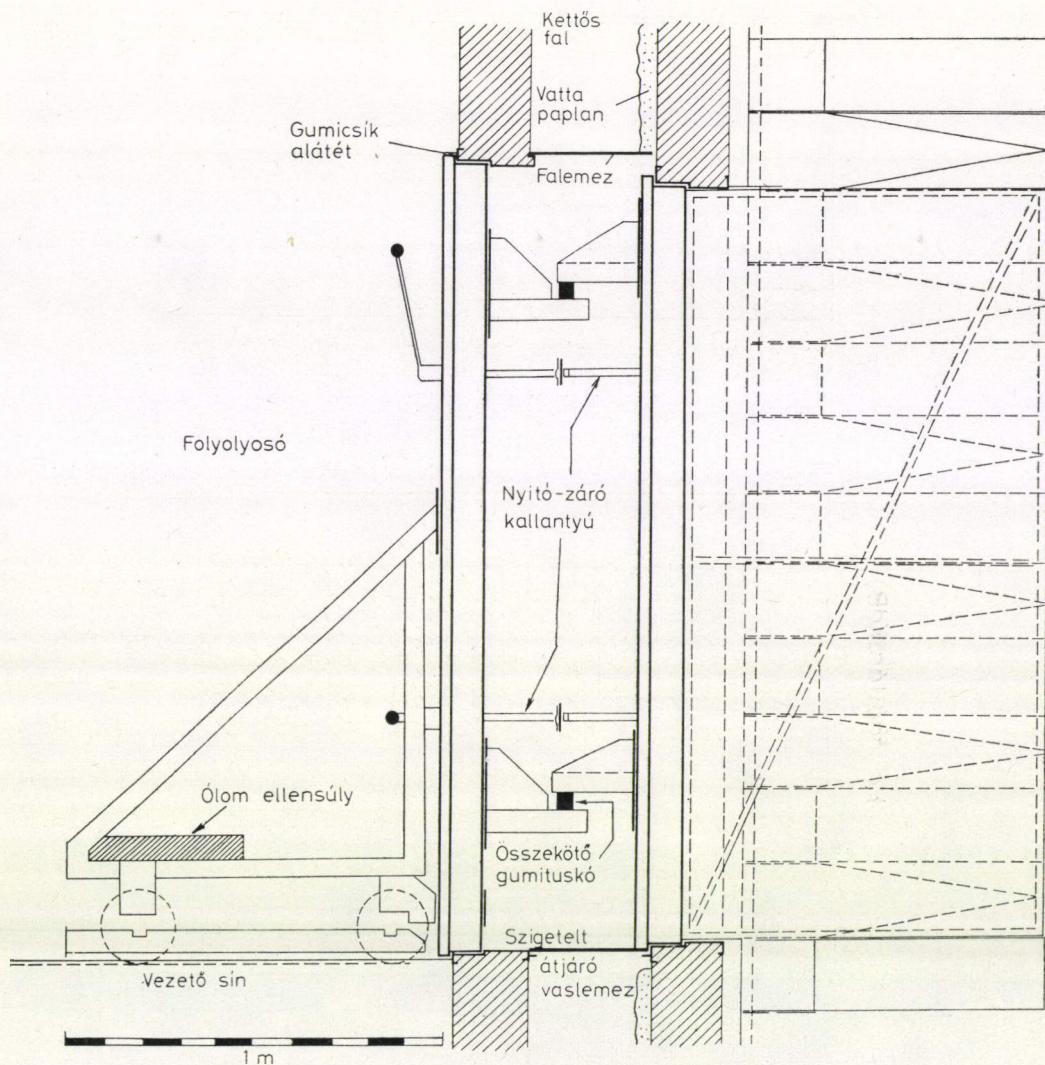 Kettős
fal
Vatta
paplan
Gumicsík
alátét
Falemez
Folyolyosó
Nyitó-záró
kallantyú
Ólom ellensúly
Összekötő
gumituskó
Szigetelt
átjáró
vaslemez
Vezető sín
1 m